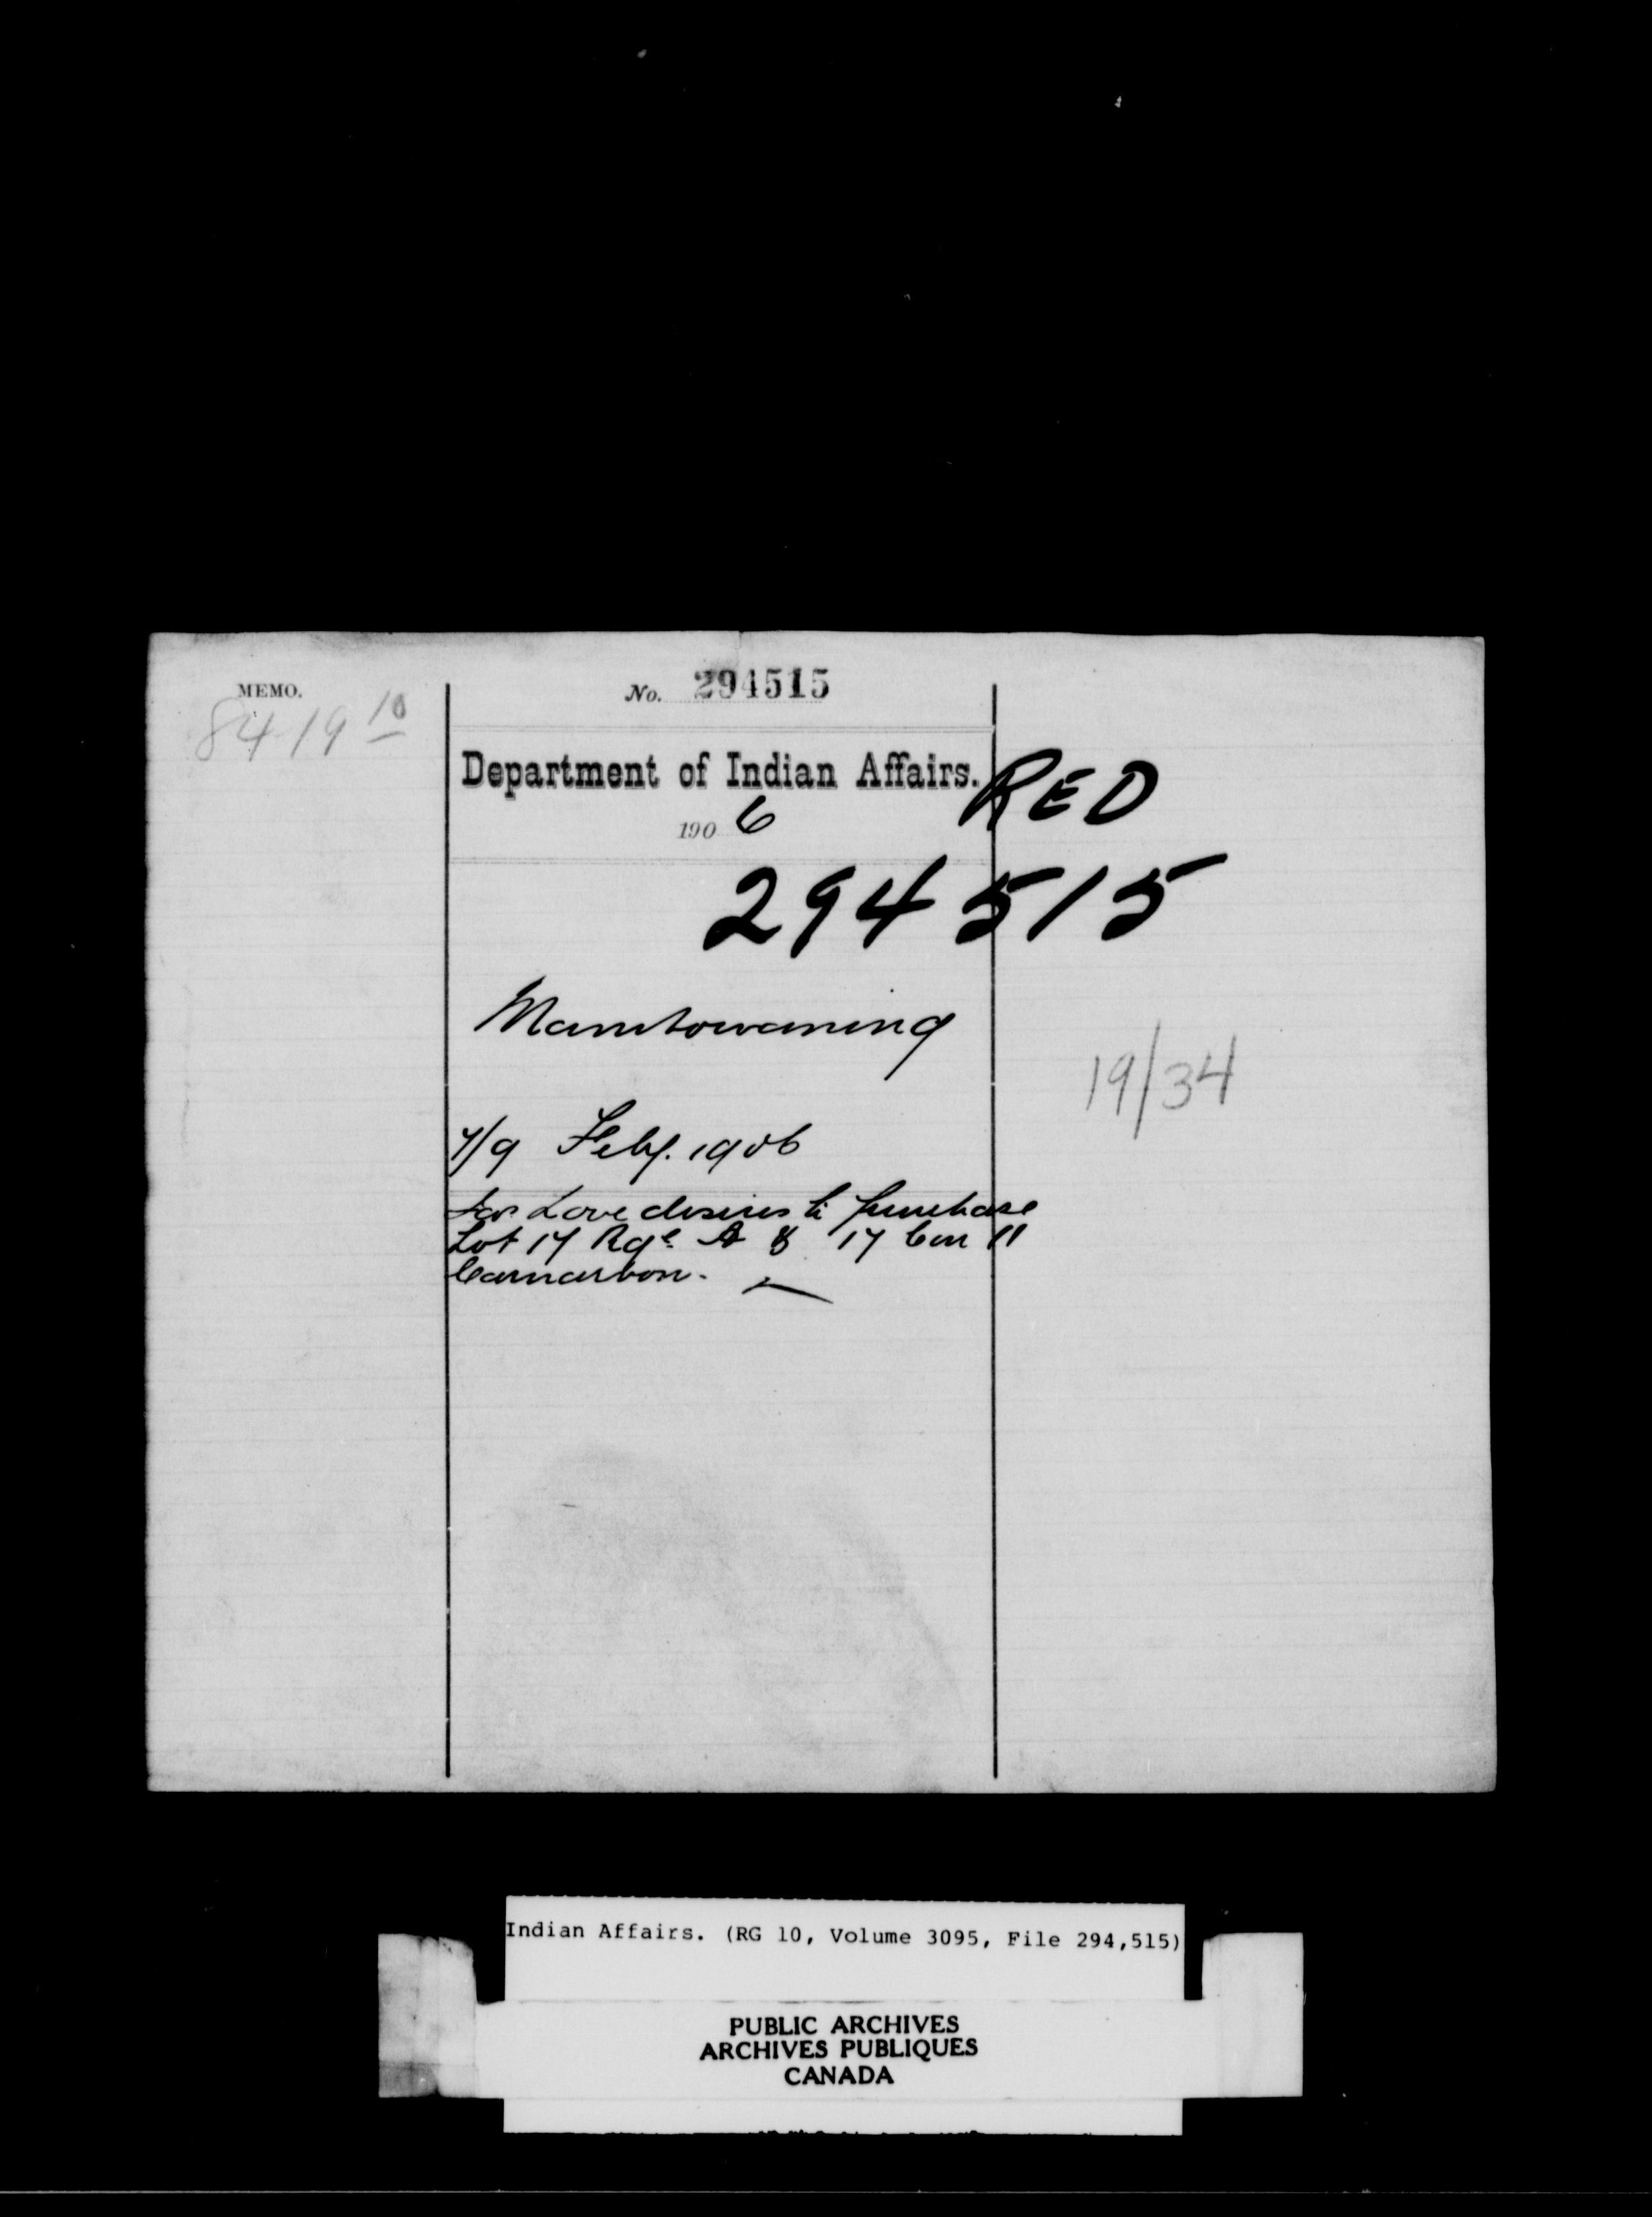 MEMO.
84-19 10
No. 294515
Department of Indian Affairs.
RED
190 6
294515
Manitowaning
19/34
7/9 Feby. 1906
Jas Love desires to purchase
Lot 17 Rge. A & 17 Con 11
Carnarvon.
Indian Affairs. (RG 10, Volume 3095, File 294,515)
PUBLIC ARCHIVES
ARCHIVES PUBLIQUES
CANADA